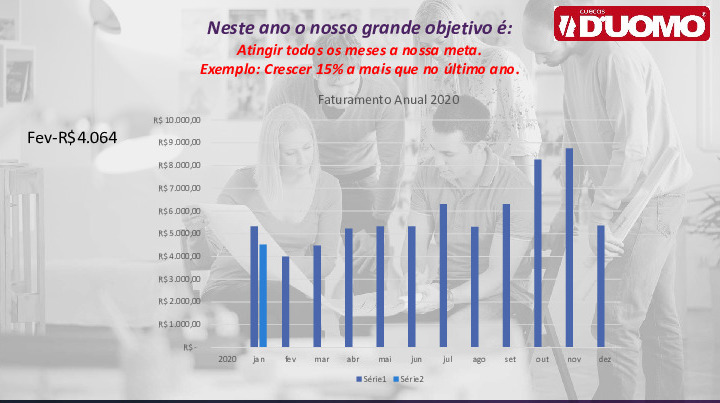 Neste ano o nosso grande objetivo é:
Atingir todos os meses a nossa meta.
Exemplo: Crescer 15% a mais que no último ano.
CUECAS
D'UOMO
Faturamento Anual 2020
Fev-R$4.064
R$ 10.000,00
R$ 9.000,00
R$ 8.000,00
R$ 7.000,00
R$ 6.000,00
R$ 5.000,00
R$ 4.000,00
R$ 3.000,00
R$ 2.000,00
R$ 1.000,00
R$ -
2020 jan fev mar abr mai jun jul ago set out nov dez
Série1 Série2